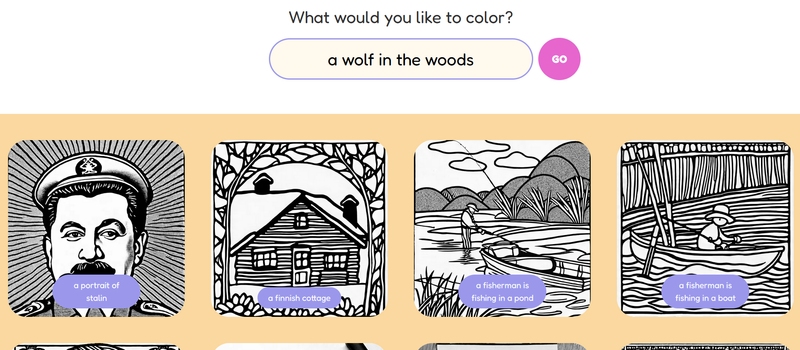 What would you like to color?
a wolf in the woods
GO
a portrait of
stalin
a finnish cottage
a fisherman is
fishing in a pond
a fisherman is
fishing in a boat